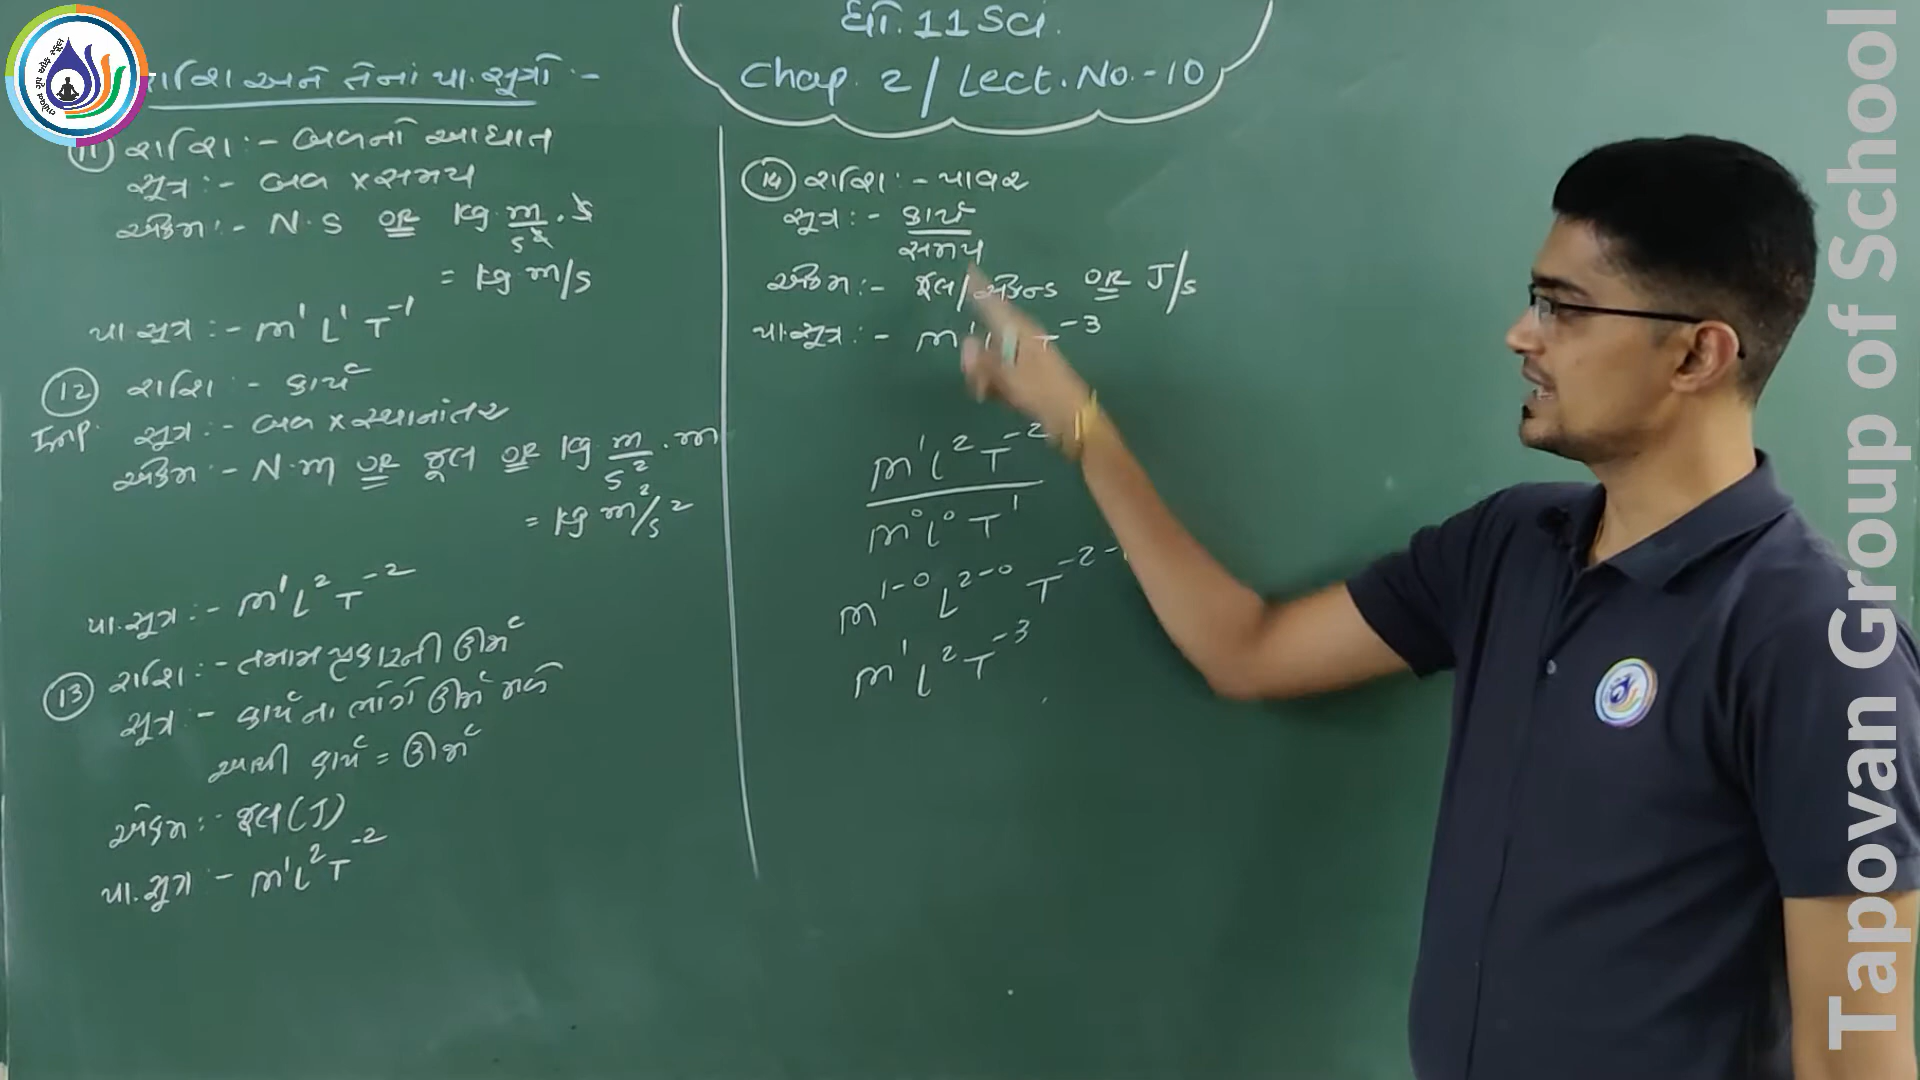 ધો. 11 Sci.
Chap. 2 / Lect. No. - 10
રાશિ અને તેનાં પા. સૂત્રો :-
11 રાશિ :- બળનો આઘાત
સૂત્ર :- બળ × સમય
એકમ :- N·S OR kg m/s² . s
= kg m/s
પા. સૂત્ર :- M¹ L¹ T⁻¹
12 રાશિ :- કાર્ય
Imp. સૂત્ર :- બળ × સ્થાનાંતર
એકમ :- N·m OR જૂલ OR kg m/s² . m
= kg m²/s²
પા. સૂત્ર :- M¹ L² T⁻²
13 રાશિ :- તમામ પ્રકારની ઊર્જા
સૂત્ર :- કાર્યના ભોગે ઊર્જા મળે
આથી કાર્ય = ઊર્જા
એકમ :- જૂલ (J)
પા. સૂત્ર :- M¹ L² T⁻²
14 રાશિ :- પાવર
સૂત્ર :- કાર્ય
સમય
એકમ :- જૂલ/સેકન્ડ OR J/s
પા. સૂત્ર :- M¹ T⁻³
M¹ L² T⁻²
M⁰ L⁰ T¹
M¹⁻⁰ L²⁻⁰ T⁻²⁻
M¹ L² T⁻³
Tapovan Group of School